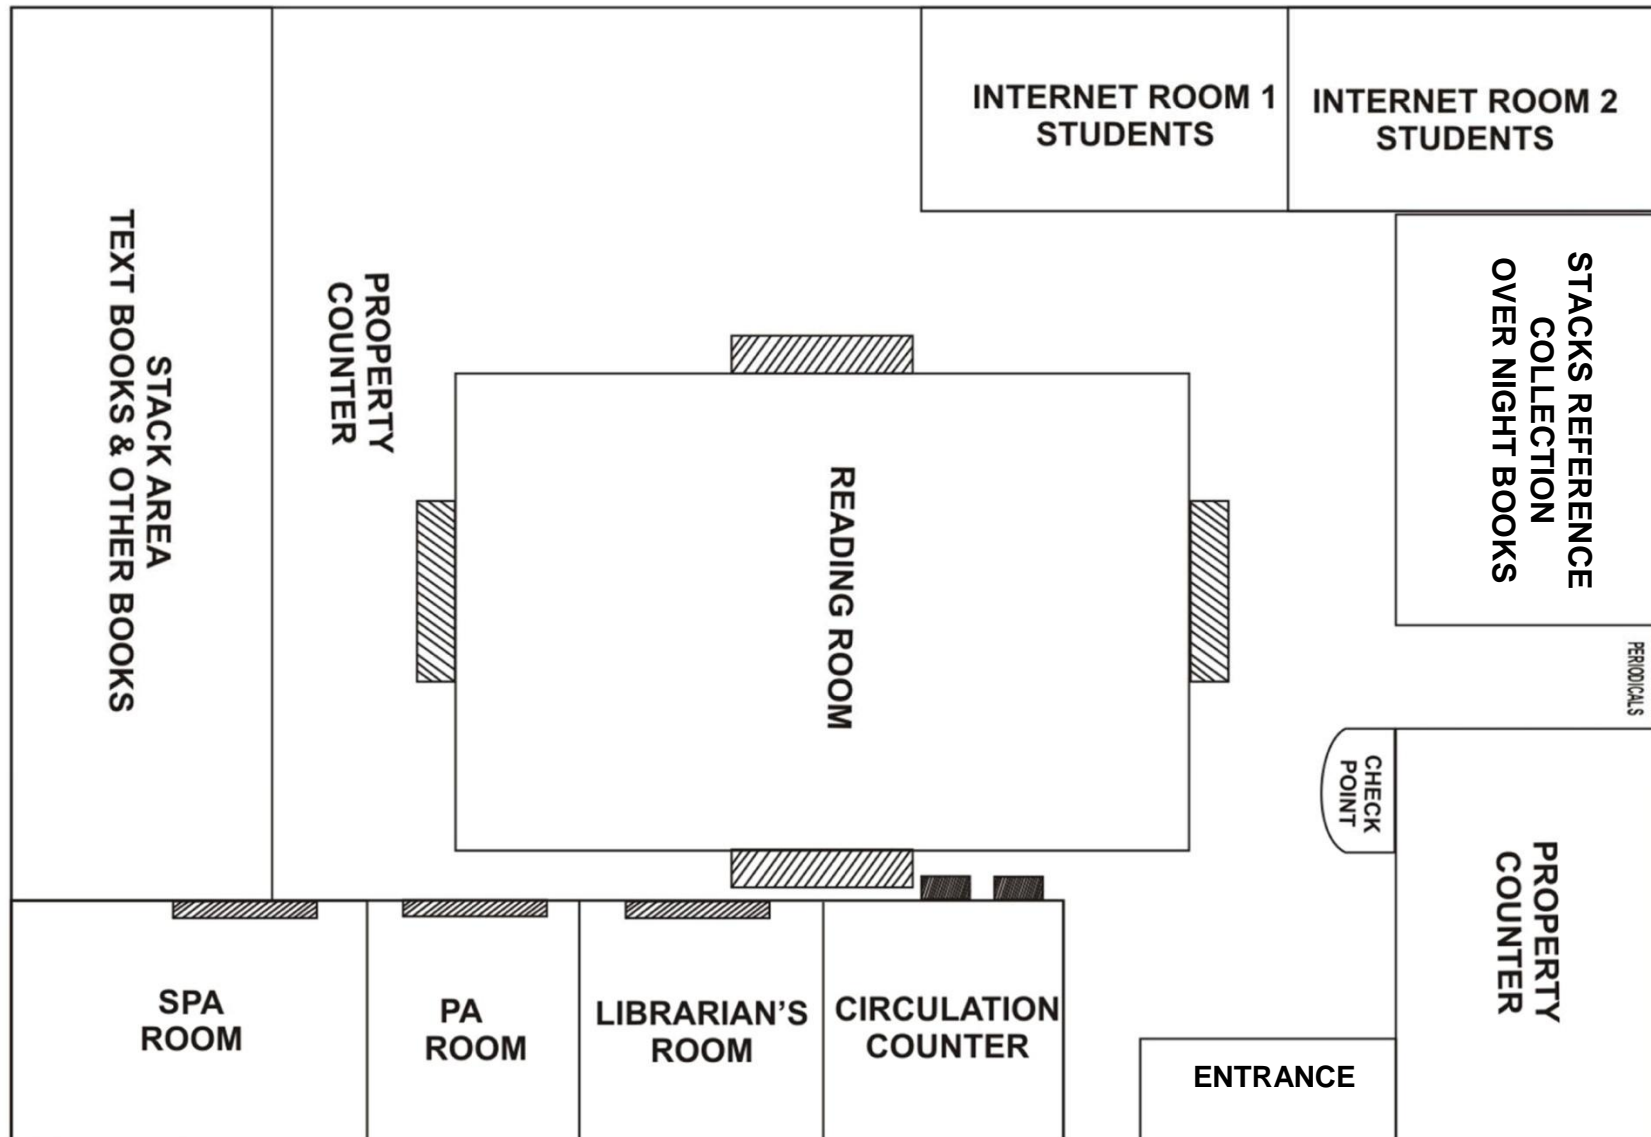 INTERNET ROOM 1
STUDENTS
INTERNET ROOM 2
STUDENTS
STACK AREA
TEXT BOOKS & OTHER BOOKS
PROPERTY
COUNTER
READING ROOM
STACKS REFERENCE
COLLECTION
OVER NIGHT BOOKS
PERIODICALS
CHECK
POINT
PROPERTY
COUNTER
SPA
ROOM
PA
ROOM
LIBRARIAN’S
ROOM
CIRCULATION
COUNTER
ENTRANCE